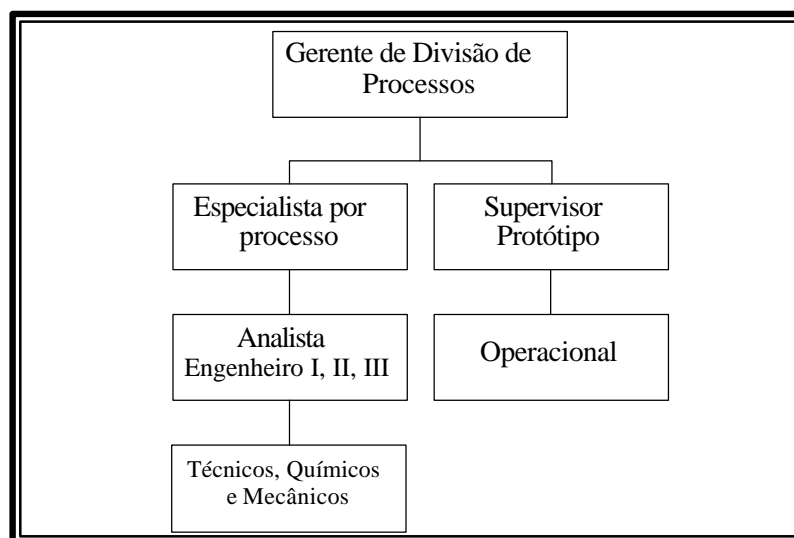 Gerente de Divisão de
Processos
Especialista por
processo
Supervisor
Protótipo
Analista
Engenheiro I, II, III
Operacional
Técnicos, Químicos
e Mecânicos